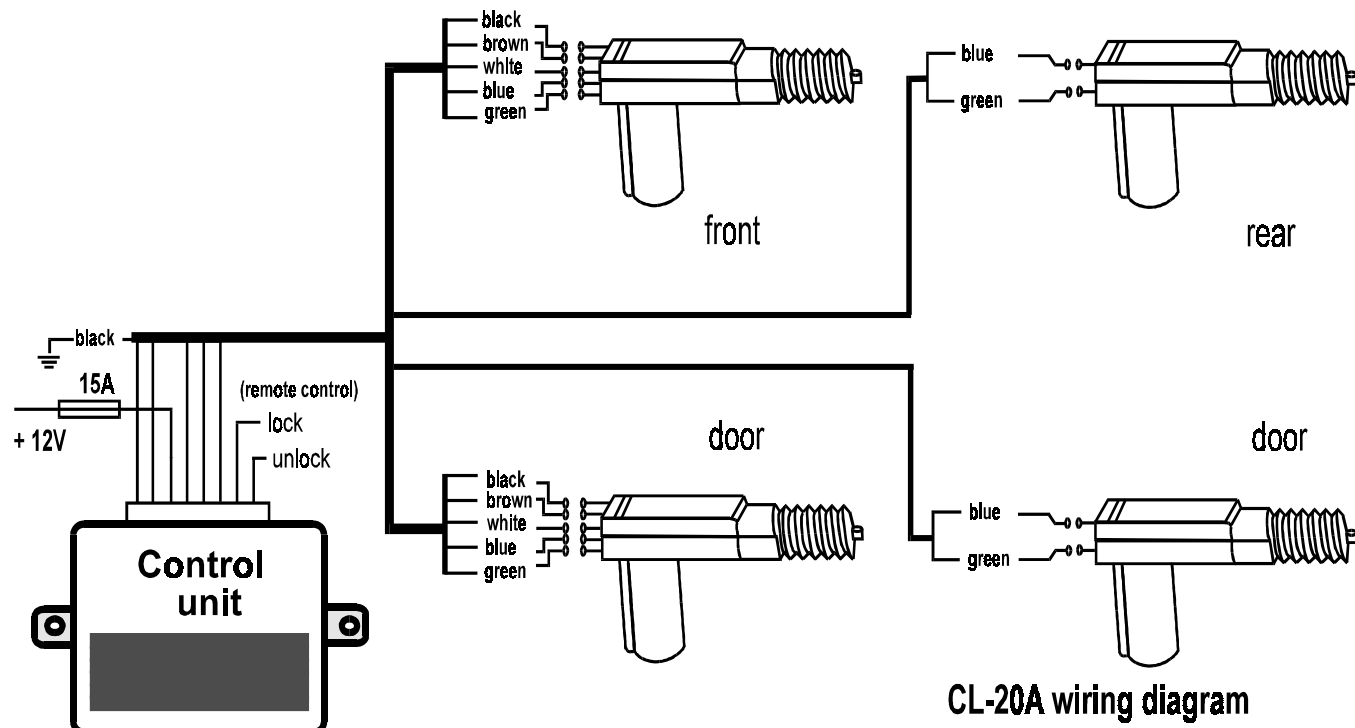 black
brown
white
blue
green
front
blue
green
rear
black
15A
+ 12V
(remote control)
lock
unlock
door
black
brown
white
blue
green
door
blue
green
Control
unit
CL-20A wiring diagram